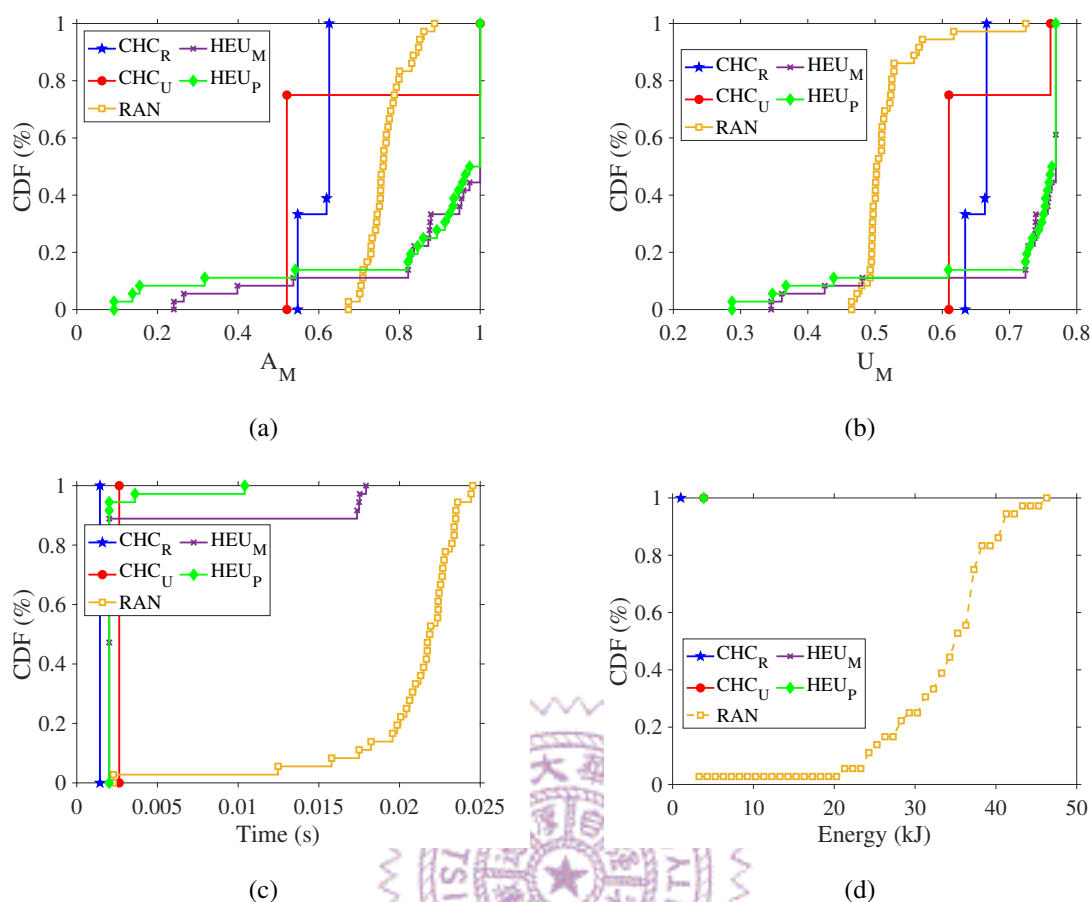 CDF (%)
1
0.8
0.6
0.4
0.2
0
CHC_R HEU_M
CHC_U HEU_P
RAN
0 0.2 0.4 0.6 0.8 1
A_M
(a)
CDF (%)
1
0.8
0.6
0.4
0.2
0
CHC_R HEU_M
CHC_U HEU_P
RAN
0.2 0.3 0.4 0.5 0.6 0.7 0.8
U_M
(b)
CDF (%)
1
0.8
0.6
0.4
0.2
0
CHC_R HEU_M
CHC_U HEU_P
RAN
0 0.005 0.01 0.015 0.02 0.025
Time (s)
(c)
CDF (%)
1
0.8
0.6
0.4
0.2
0
CHC_R HEU_M
CHC_U HEU_P
RAN
0 10 20 30 40 50
Energy (kJ)
(d)
大
TSI
TY